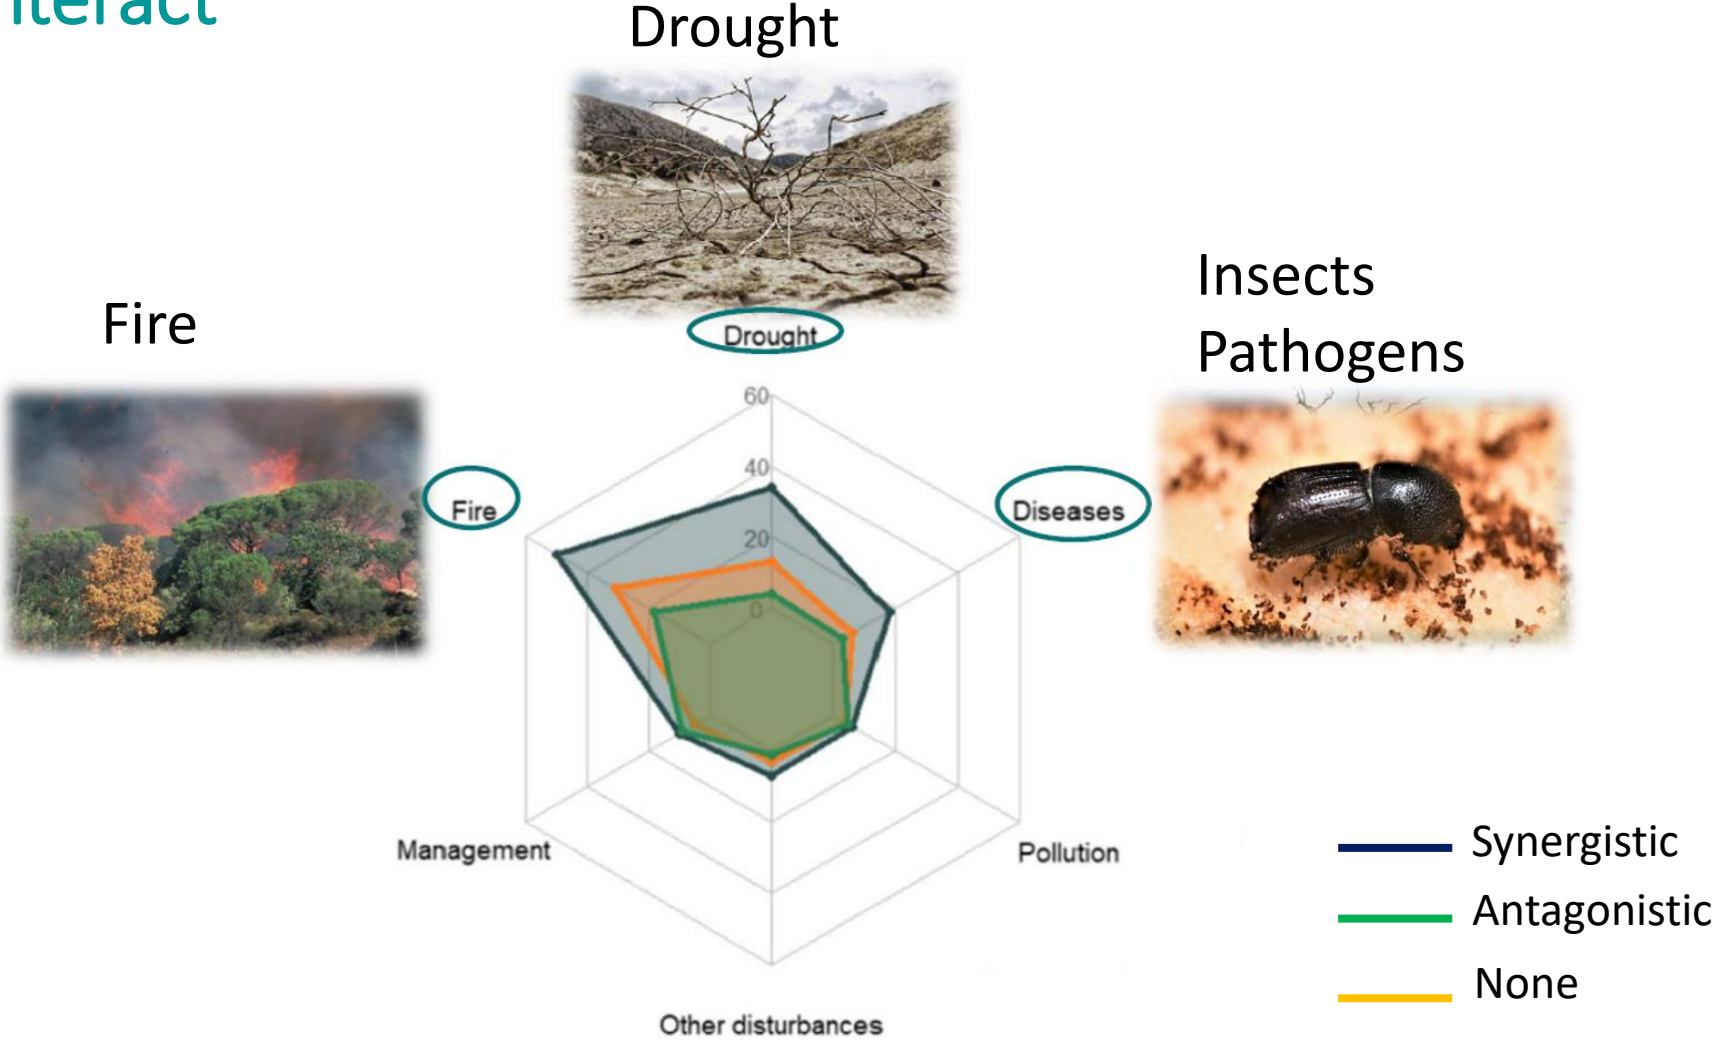 nteract
Drought
Fire
Insects
Pathogens
Drought
Fire
Diseases
60
40
20
0
Management
Pollution
Other disturbances
Synergistic
Antagonistic
None